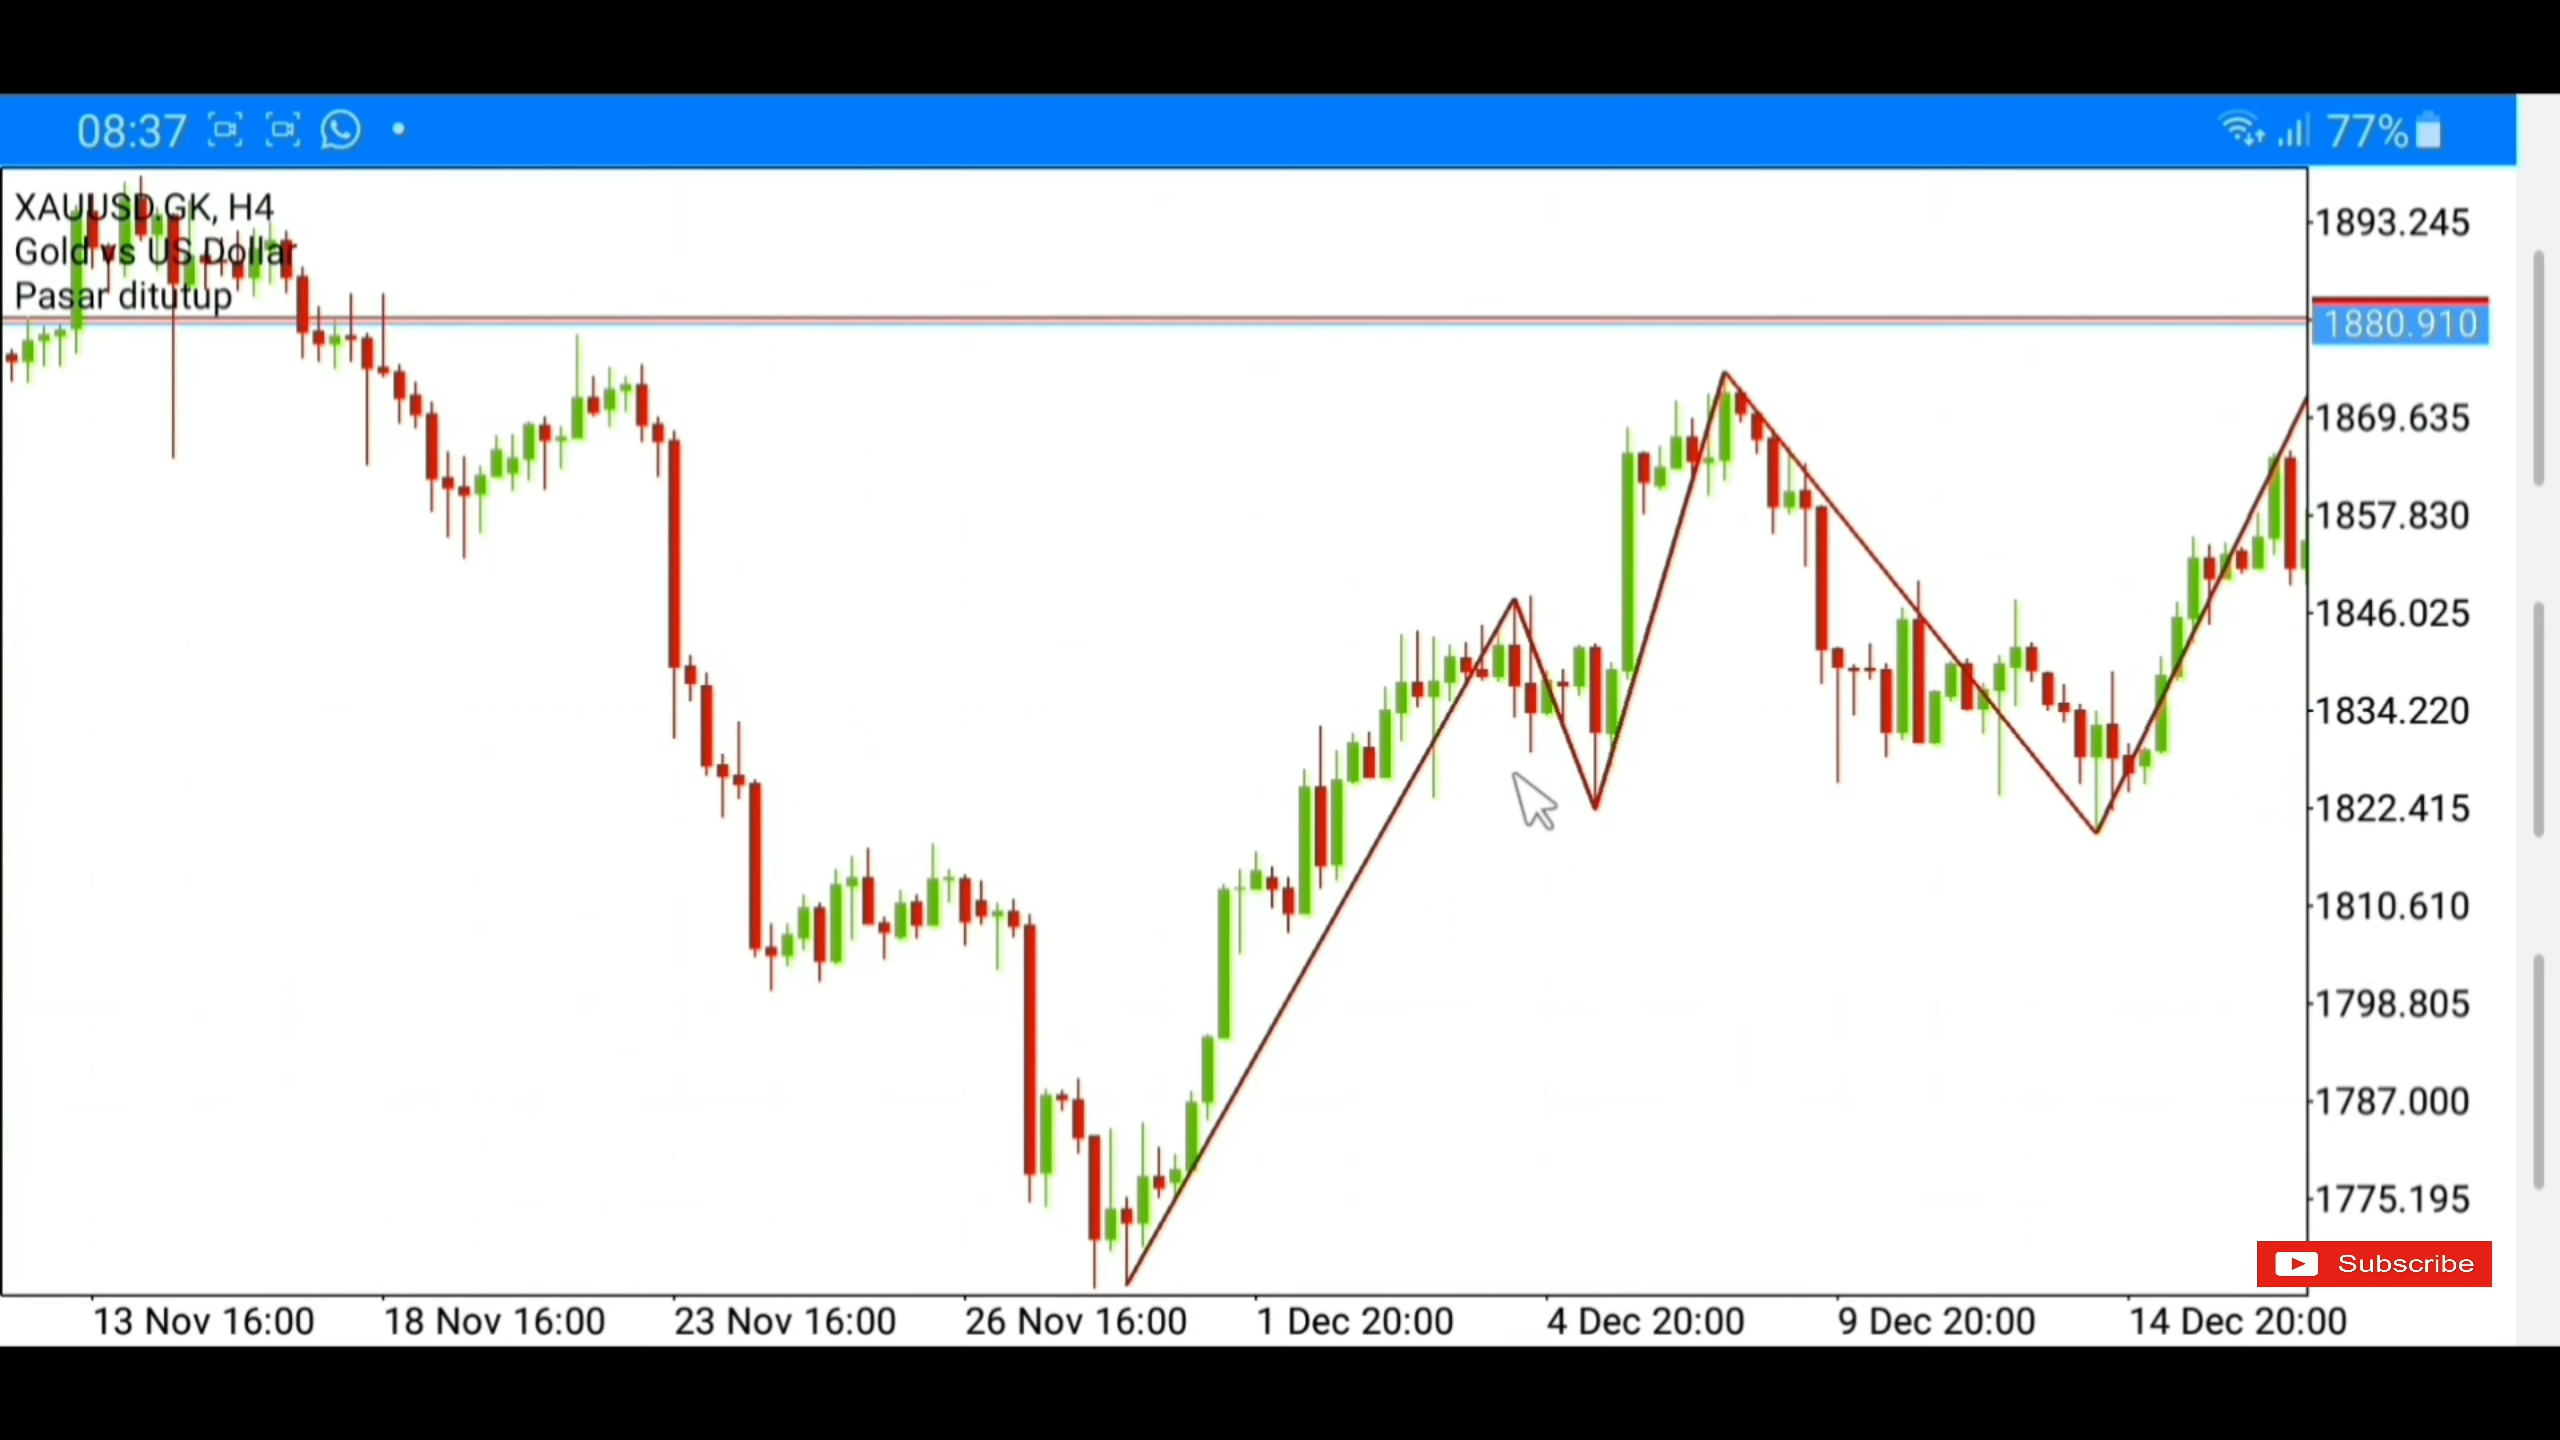 08:37 77%
XAUUSD.GK, H4
Gold vs US Dollar
Pasar ditutup
1893.245
1880.910
1869.635
1857.830
1846.025
1834.220
1822.415
1810.610
1798.805
1787.000
1775.195
Subscribe
13 Nov 16:00 18 Nov 16:00 23 Nov 16:00 26 Nov 16:00 1 Dec 20:00 4 Dec 20:00 9 Dec 20:00 14 Dec 20:00